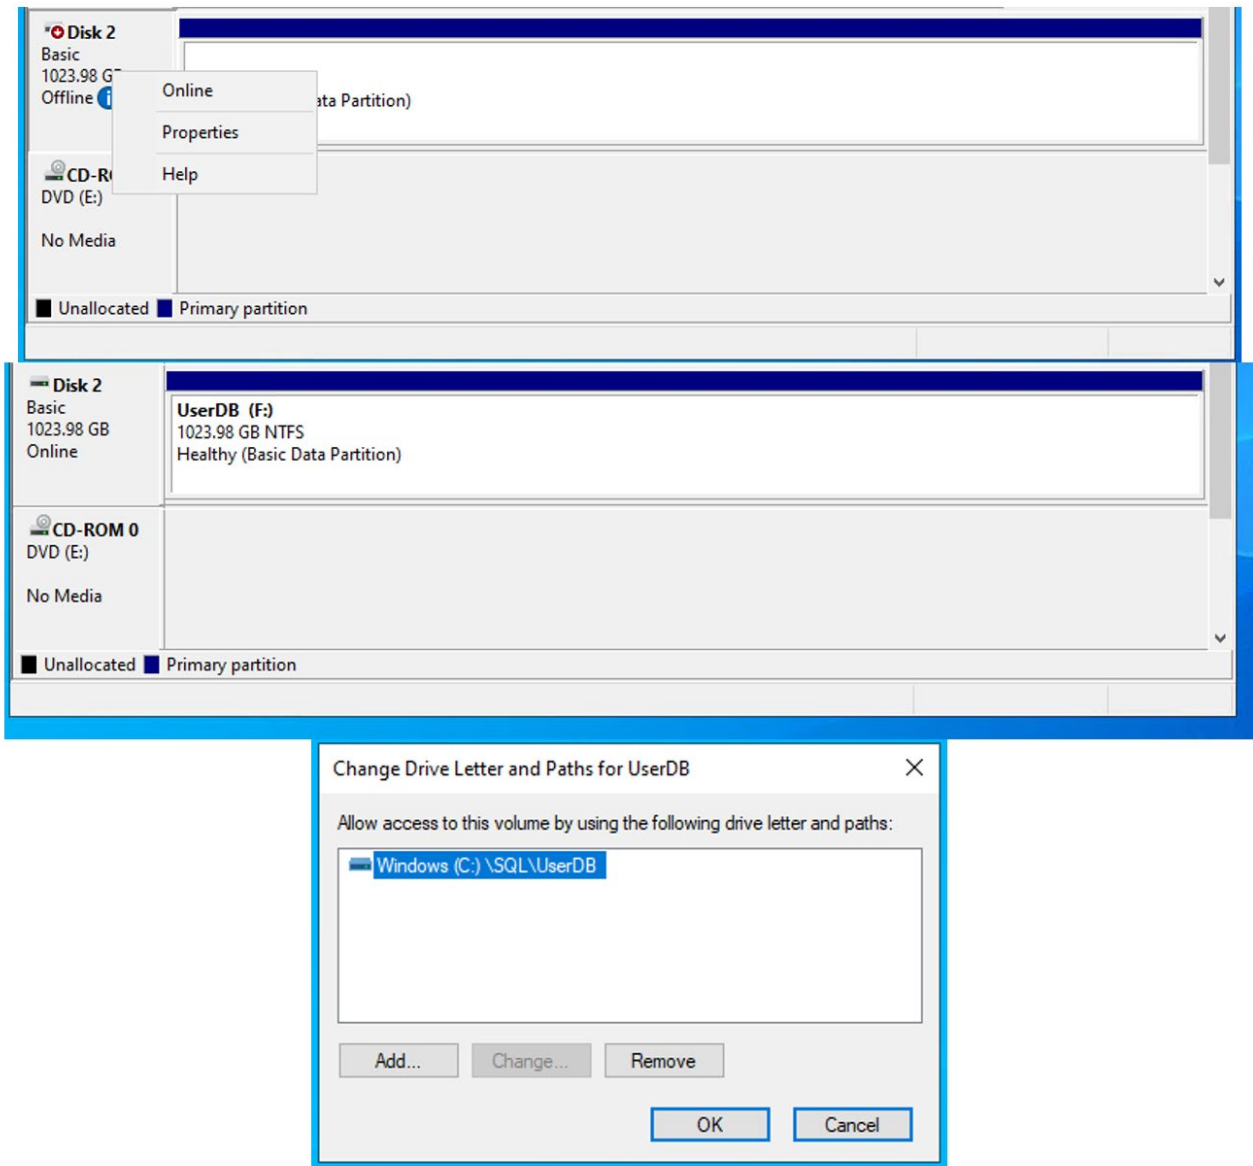 Disk 2
Basic
1023.98 G
Offline
Online
Properties
Help
ata Partition)
CD-R
DVD (E:)
No Media
Unallocated Primary partition
Disk 2
Basic
1023.98 GB
Online
UserDB (F:)
1023.98 GB NTFS
Healthy (Basic Data Partition)
CD-ROM 0
DVD (E:)
No Media
Unallocated Primary partition
Change Drive Letter and Paths for UserDB
Allow access to this volume by using the following drive letter and paths:
Windows (C:) \SQL\UserDB
Add... Change... Remove
OK Cancel